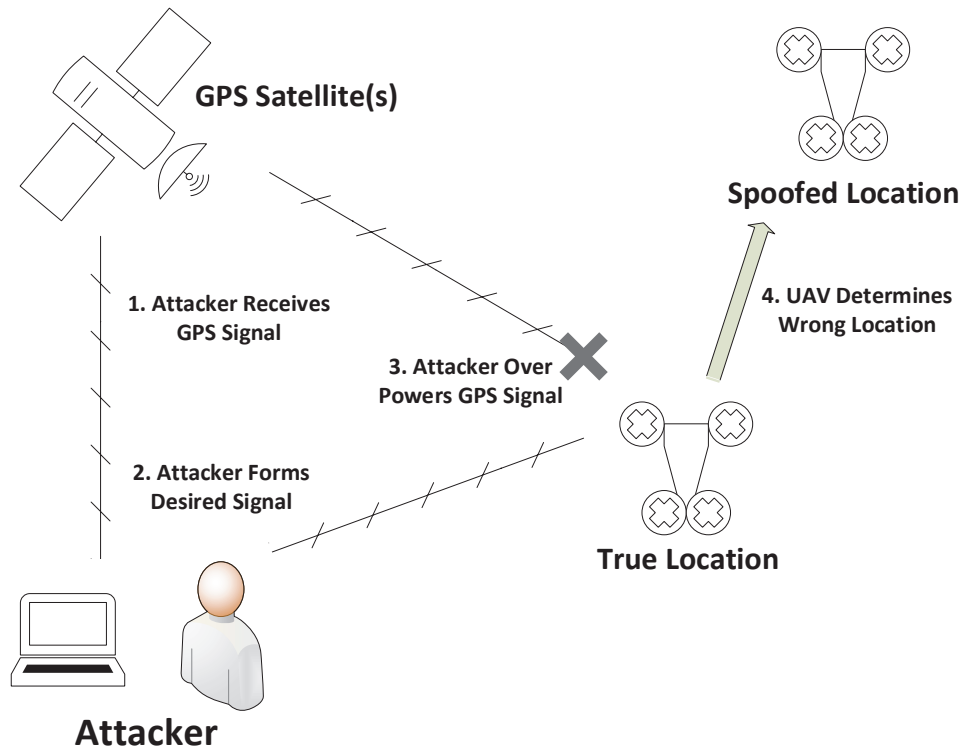 GPS Satellite(s)
Spoofed Location
1. Attacker Receives
GPS Signal
4. UAV Determines
Wrong Location
3. Attacker Over
Powers GPS Signal
2. Attacker Forms
Desired Signal
True Location
Attacker